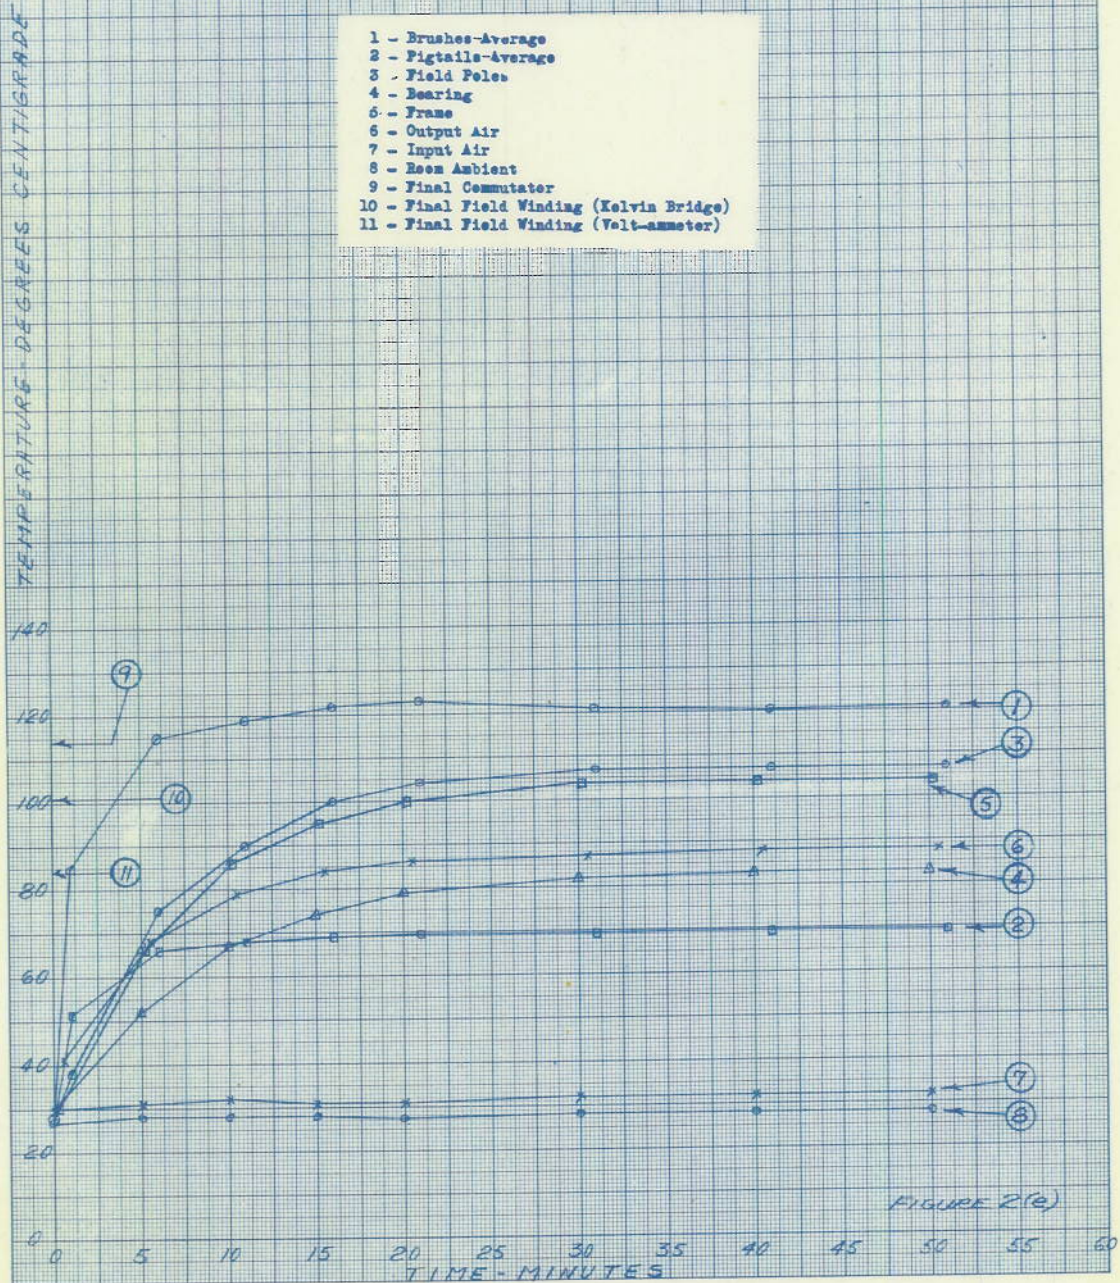 TEMPERATURE-DEGREES CENTIGRADE
1 - Brushes-Average
2 - Pigtails-Average
3 - Field Poles
4 - Bearing
5 - Frame
6 - Output Air
7 - Input Air
8 - Room Ambient
9 - Final Commutator
10 - Final Field Winding (Kelvin Bridge)
11 - Final Field Winding (Volt-ammeter)
140
9
120
1
3
100
10
5
6
11
4
80
2
60
40
7
8
20
FIGURE 2(e)
0
0 5 10 15 20 25 30 35 40 45 50 55 60
TIME-MINUTES